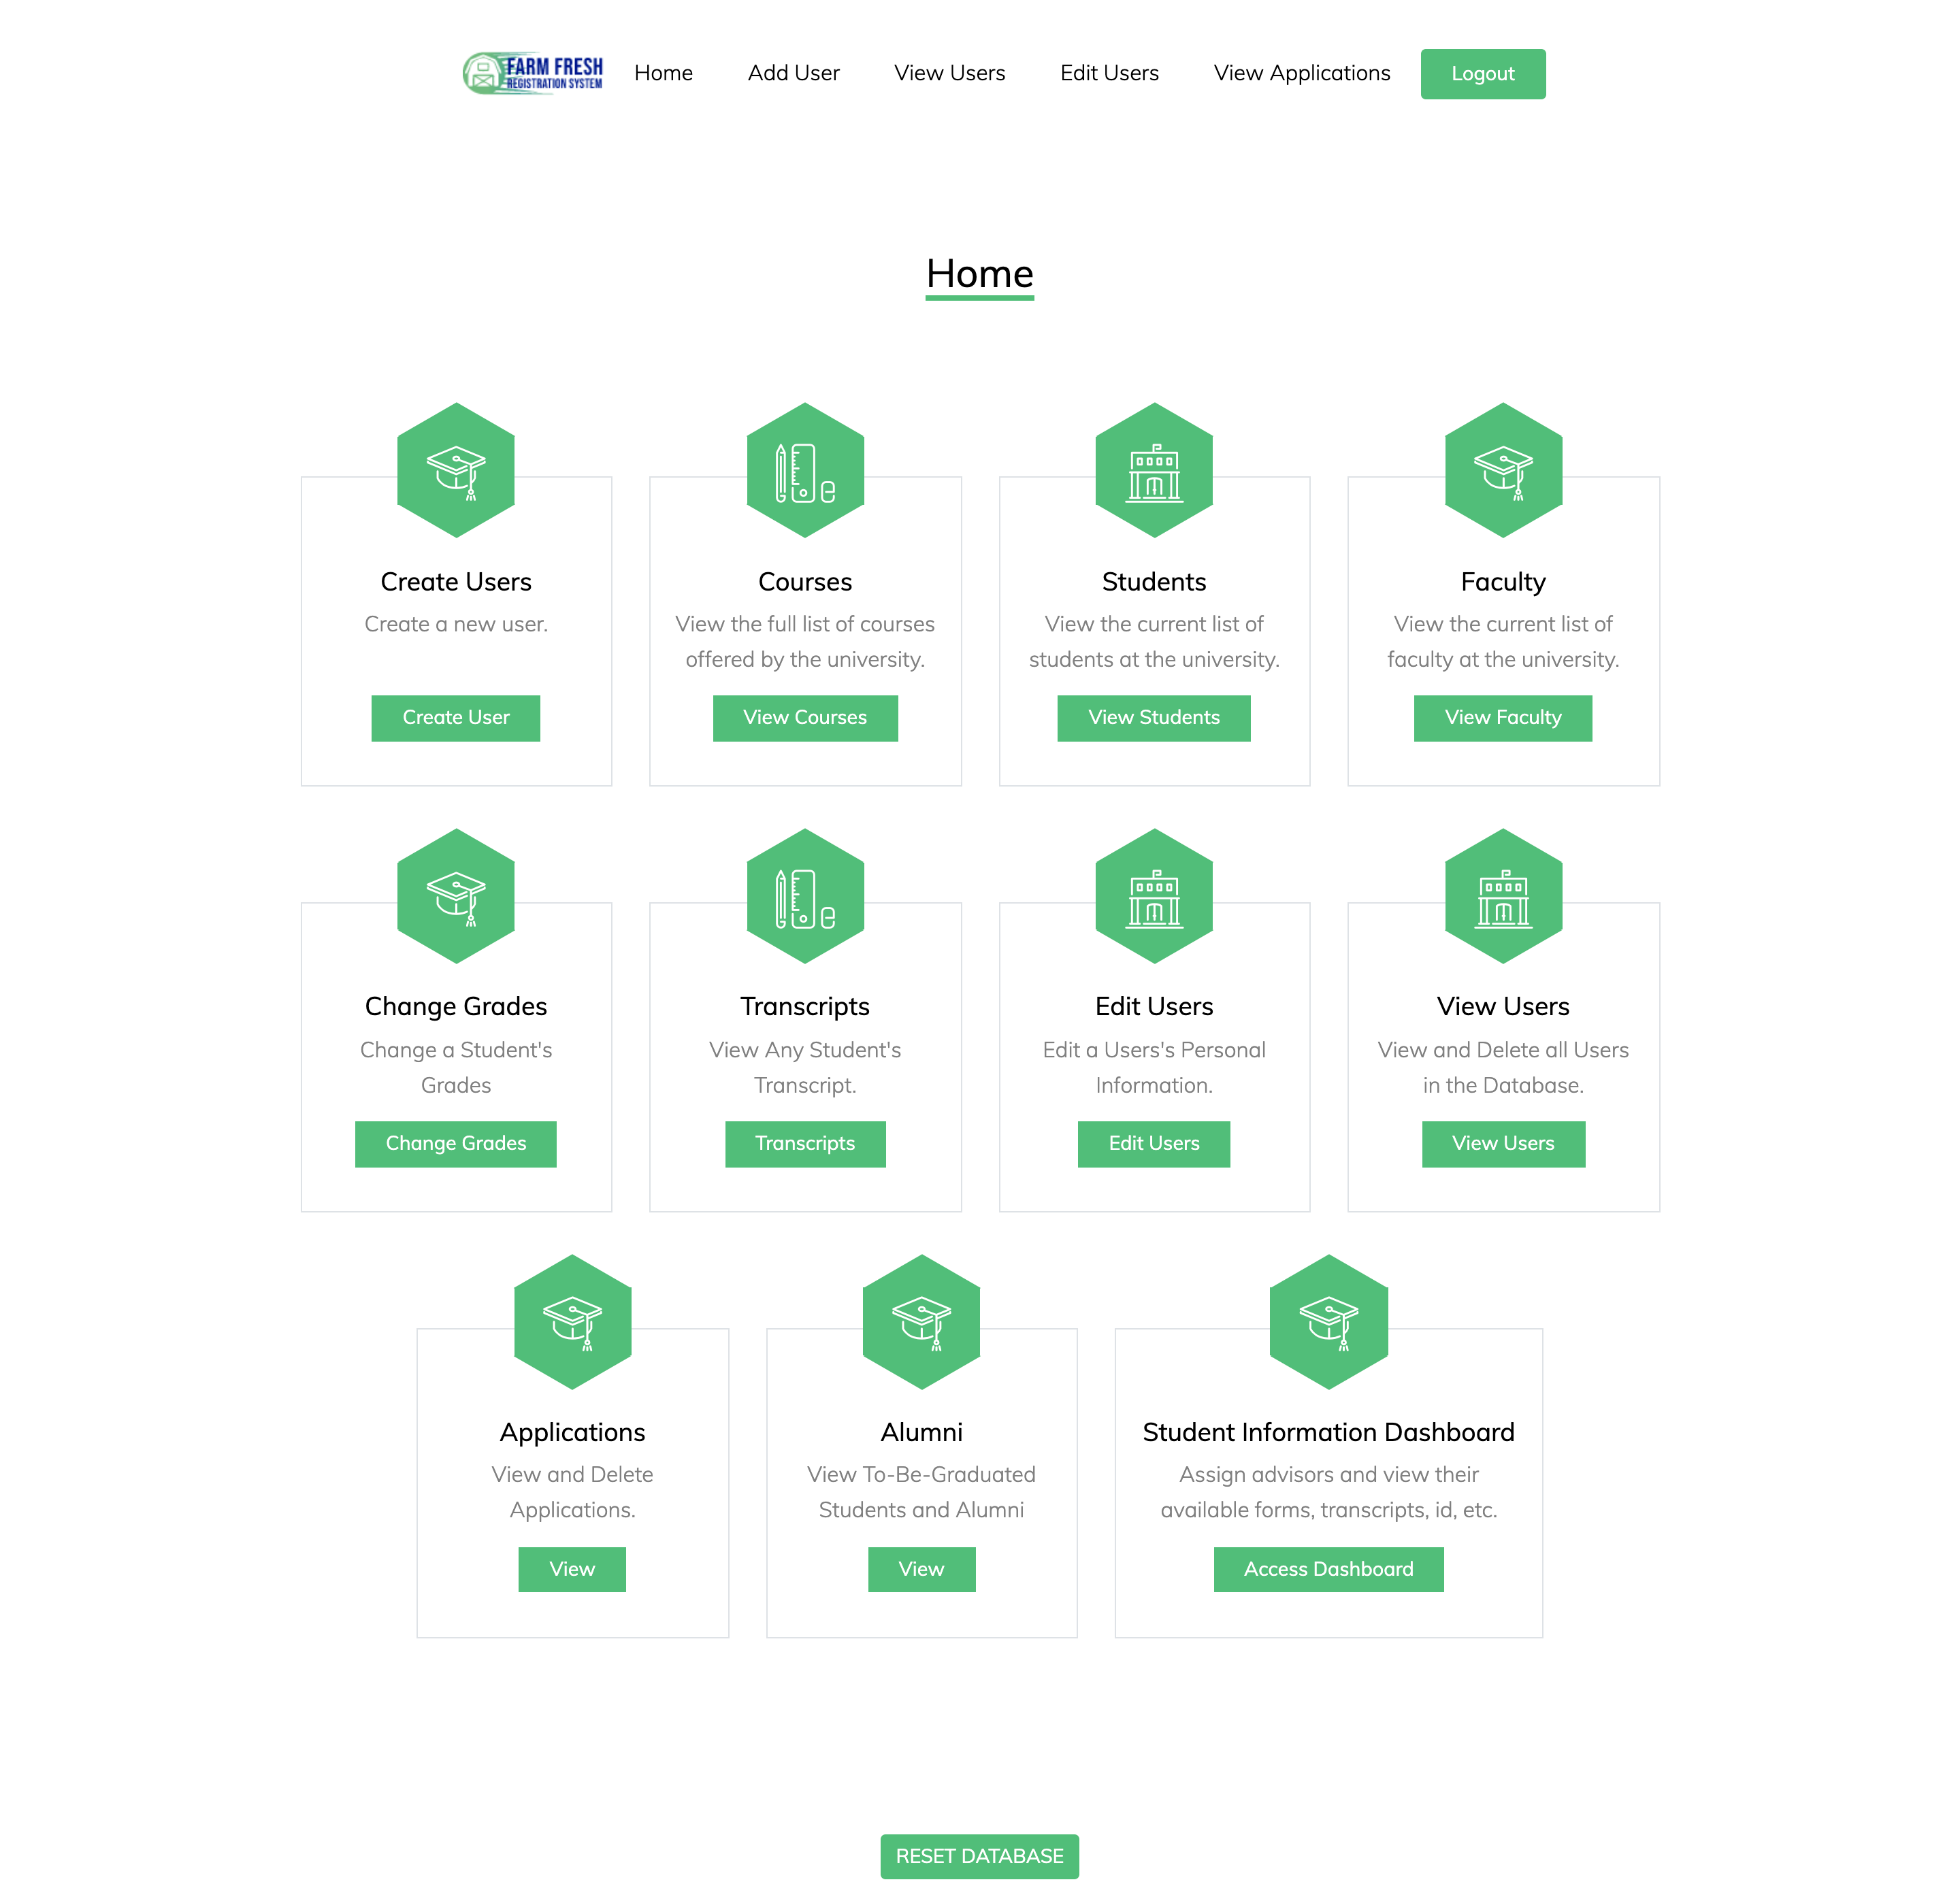 FARM FRESH
REGISTRATION SYSTEM
Home
Add User
View Users
Edit Users
View Applications
Logout
Home
Create Users
Create a new user.
Create User
Courses
View the full list of courses
offered by the university.
View Courses
Students
View the current list of
students at the university.
View Students
Faculty
View the current list of
faculty at the university.
View Faculty
Change Grades
Change a Student's
Grades
Change Grades
Transcripts
View Any Student's
Transcript.
Transcripts
Edit Users
Edit a Users's Personal
Information.
Edit Users
View Users
View and Delete all Users
in the Database.
View Users
Applications
View and Delete
Applications.
View
Alumni
View To-Be-Graduated
Students and Alumni
View
Student Information Dashboard
Assign advisors and view their
available forms, transcripts, id, etc.
Access Dashboard
RESET DATABASE